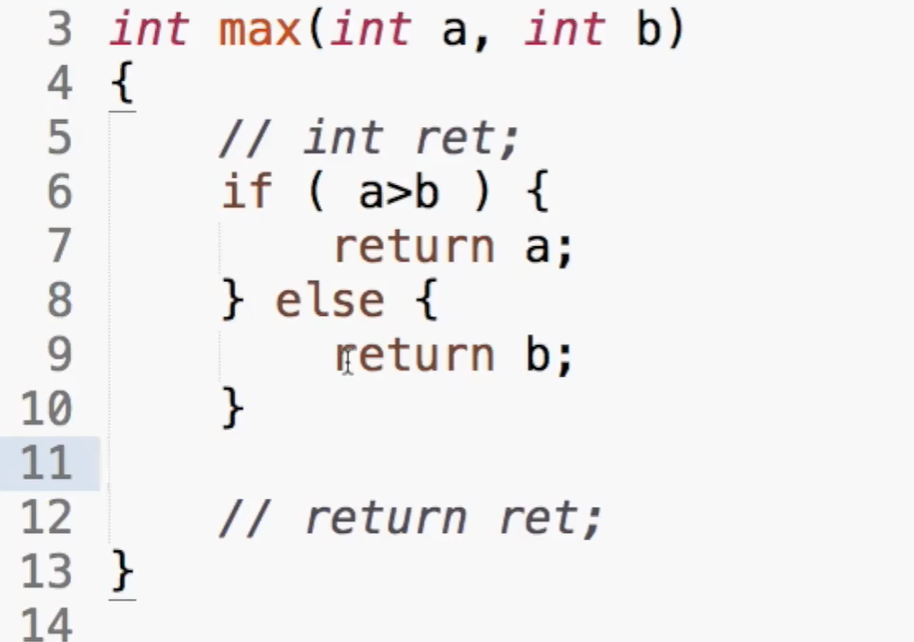 3 int max(int a, int b)
4 {
5     // int ret;
6     if ( a>b ) {
7         return a;
8     } else {
9         return b;
10     }
11
12     // return ret;
13 }
14